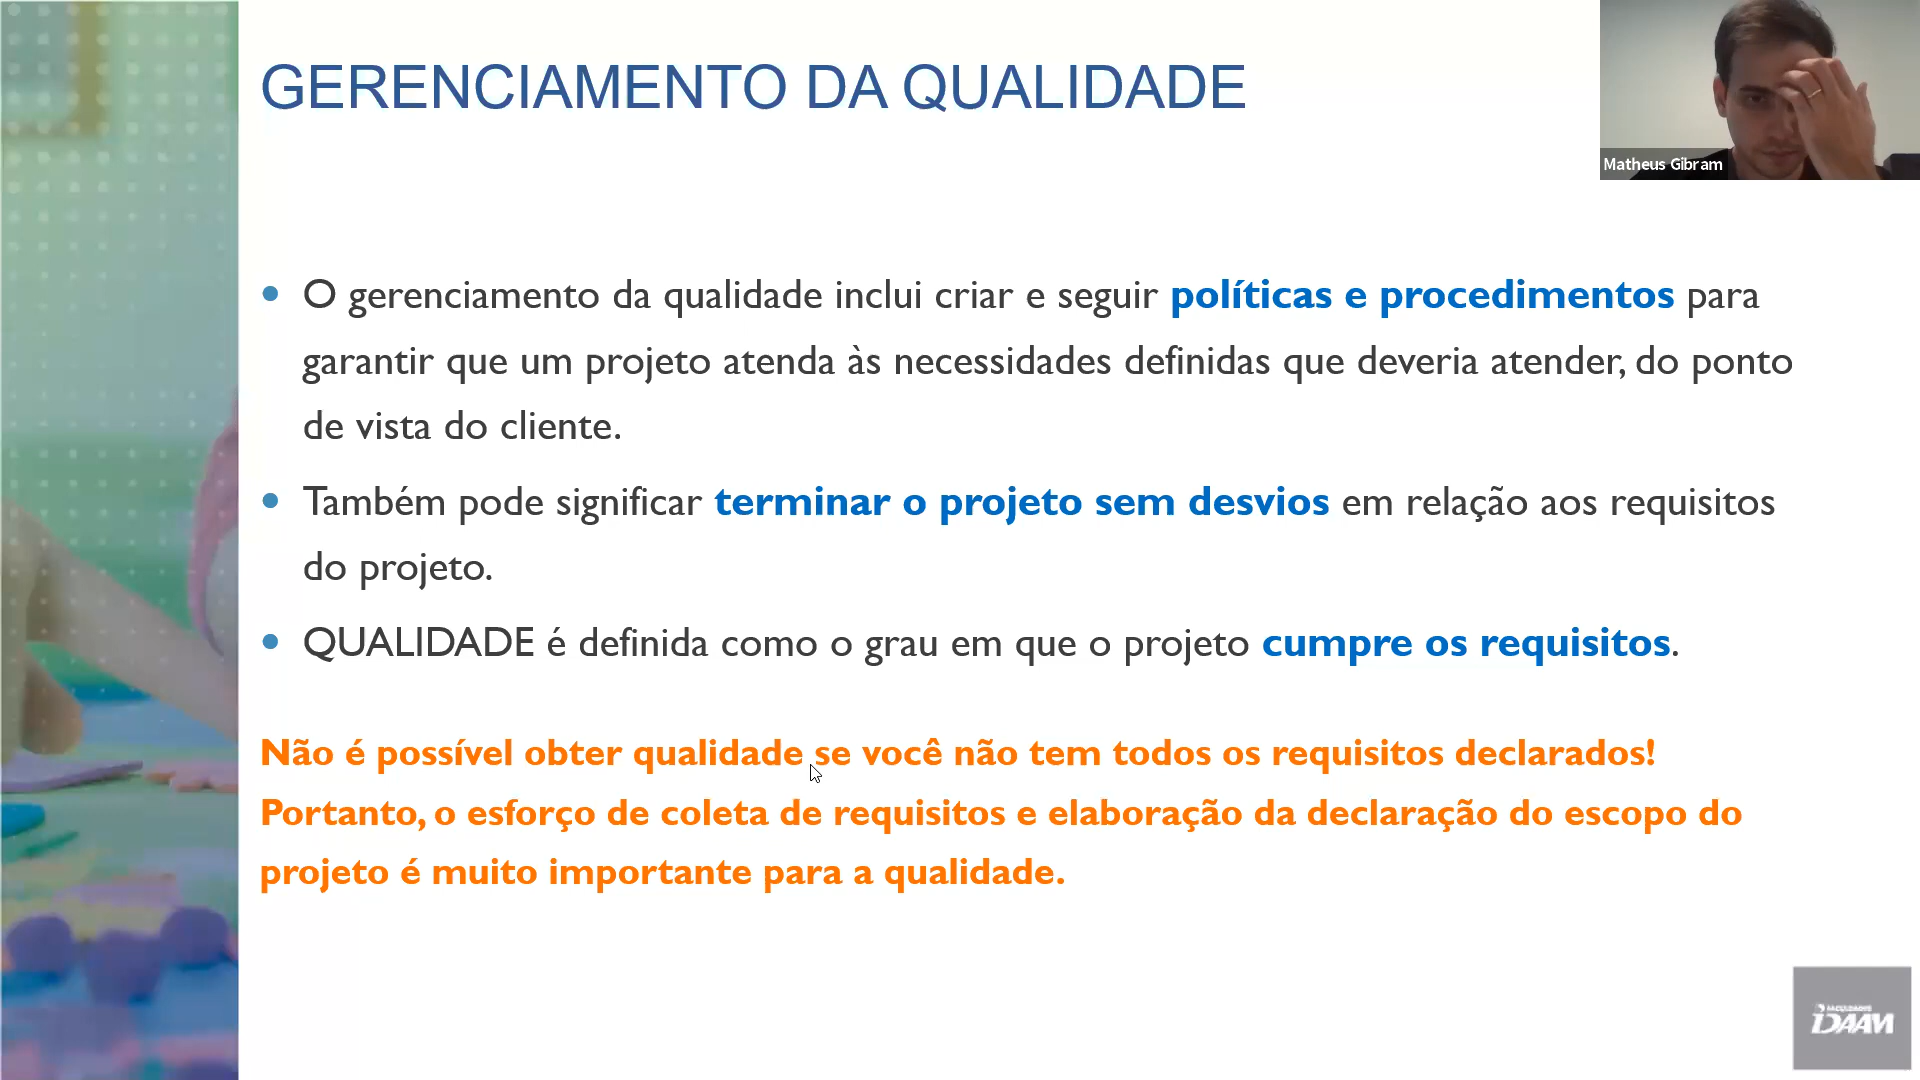 GERENCIAMENTO DA QUALIDADE
Matheus Gibram
• O gerenciamento da qualidade inclui criar e seguir políticas e procedimentos para
garantir que um projeto atenda às necessidades definidas que deveria atender, do ponto
de vista do cliente.
• Também pode significar terminar o projeto sem desvios em relação aos requisitos
do projeto.
• QUALIDADE é definida como o grau em que o projeto cumpre os requisitos.
Não é possível obter qualidade se você não tem todos os requisitos declarados!
Portanto, o esforço de coleta de requisitos e elaboração da declaração do escopo do
projeto é muito importante para a qualidade.
IDAAM